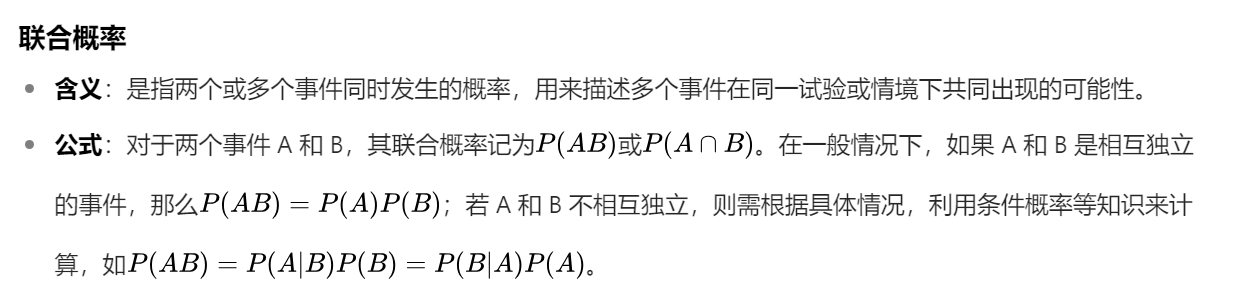 联合概率
• 含义：是指两个或多个事件同时发生的概率，用来描述多个事件在同一试验或情境下共同出现的可能性。
• 公式：对于两个事件 A 和 B，其联合概率记为P(AB)或P(A ∩ B)。在一般情况下，如果 A 和 B 是相互独立
的事件，那么P(AB) = P(A)P(B)；若 A 和 B 不相互独立，则需根据具体情况，利用条件概率等知识来计
算，如P(AB) = P(A|B)P(B) = P(B|A)P(A)。